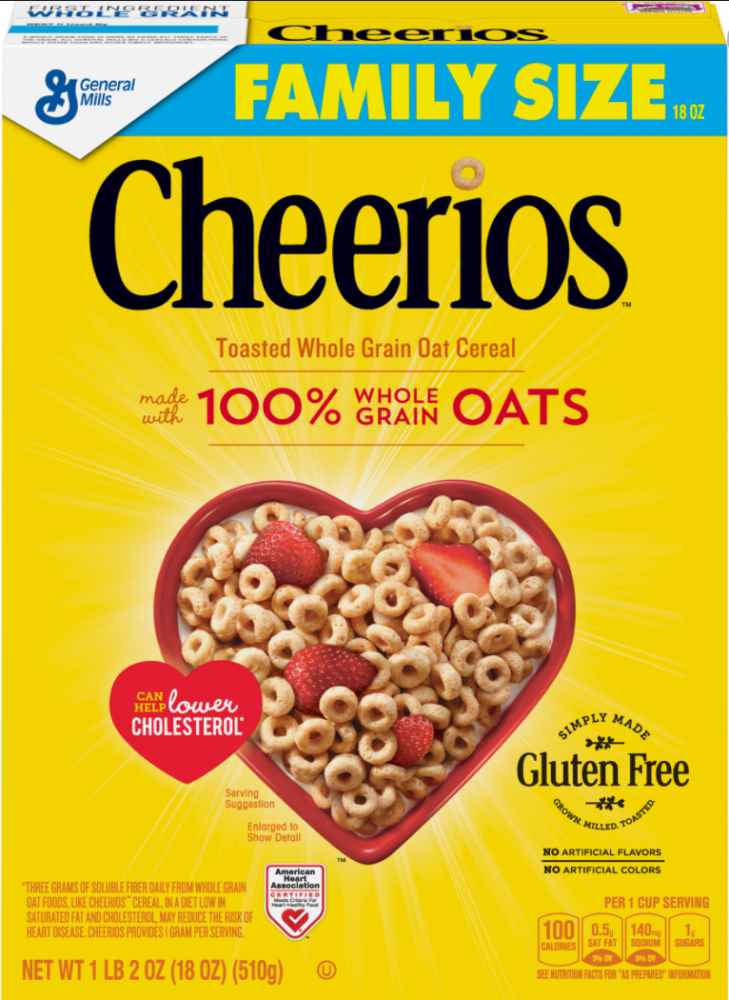 FIRST INGREDIENT
WHOLE GRAIN
BEST If Used By
Cheerios
General
Mills
FAMILY SIZE 18 OZ
Cheerios™
Toasted Whole Grain Oat Cereal
made with 100% WHOLE GRAIN OATS
CAN HELP lower
CHOLESTEROL*
Serving
Suggestion
Enlarged to
Show Detail
™
SIMPLY MADE
Gluten Free
GROWN. MILLED. TOASTED.
NO ARTIFICIAL FLAVORS
NO ARTIFICIAL COLORS
*THREE GRAMS OF SOLUBLE FIBER DAILY FROM WHOLE GRAIN
OAT FOODS, LIKE CHEERIOS™ CEREAL, IN A DIET LOW IN
SATURATED FAT AND CHOLESTEROL, MAY REDUCE THE RISK OF
HEART DISEASE. CHEERIOS PROVIDES 1 GRAM PER SERVING.
American
Heart
Association
CERTIFIED
Meets Criteria For
Heart-Healthy Food
NET WT 1 LB 2 OZ (18 OZ) (510g)
U
PER 1 CUP SERVING
100 CALORIES
0.5g SAT FAT 3% DV
140mg SODIUM 6% DV
1g SUGARS
SEE NUTRITION FACTS FOR "AS PREPARED" INFORMATION